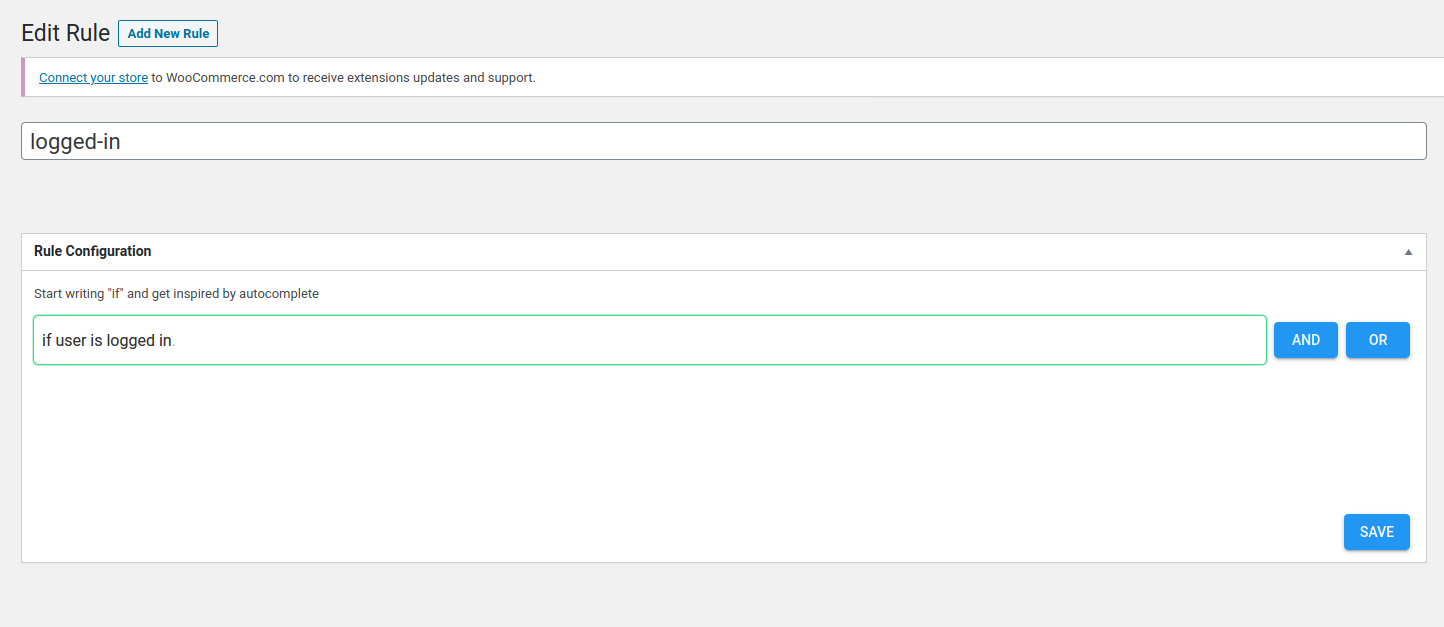 Edit Rule Add New Rule
Connect your store to WooCommerce.com to receive extensions updates and support.
logged-in
Rule Configuration
Start writing "if" and get inspired by autocomplete
if user is logged in. AND OR
SAVE